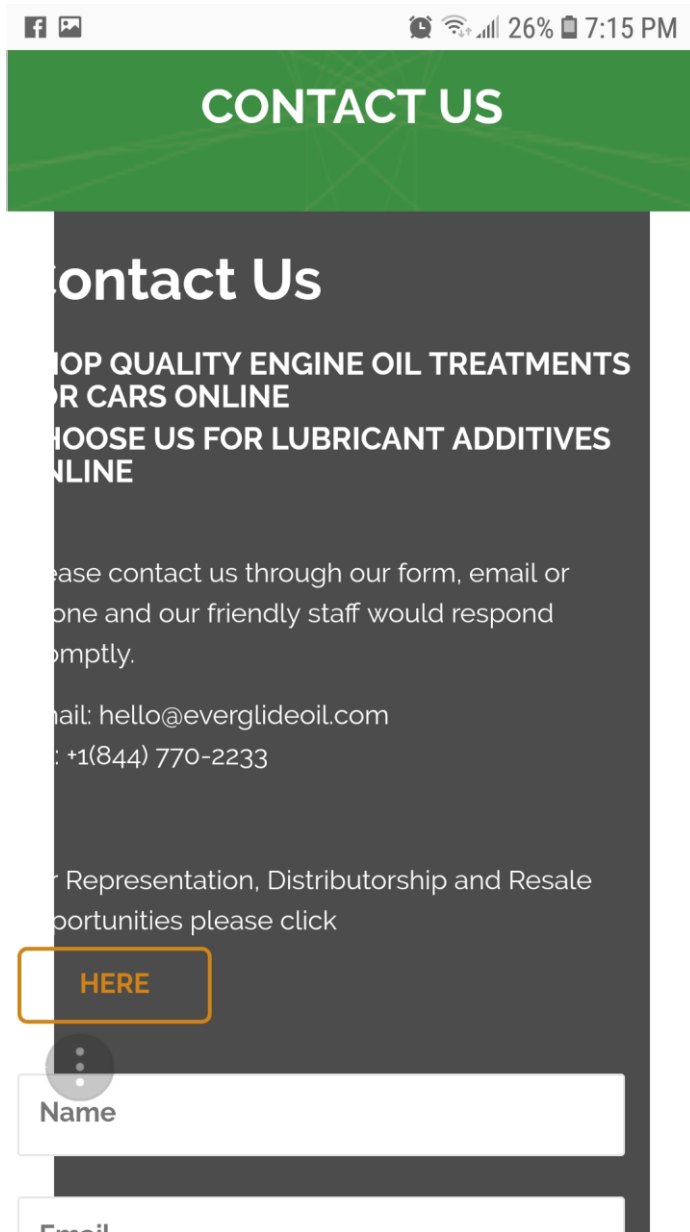 26% 7:15 PM
CONTACT US
ontact Us
OP QUALITY ENGINE OIL TREATMENTS
R CARS ONLINE
HOOSE US FOR LUBRICANT ADDITIVES
NLINE
ease contact us through our form, email or
one and our friendly staff would respond
omptly.
ail: hello@everglideoil.com
: +1(844) 770-2233
r Representation, Distributorship and Resale
portunities please click
HERE
Name
Email